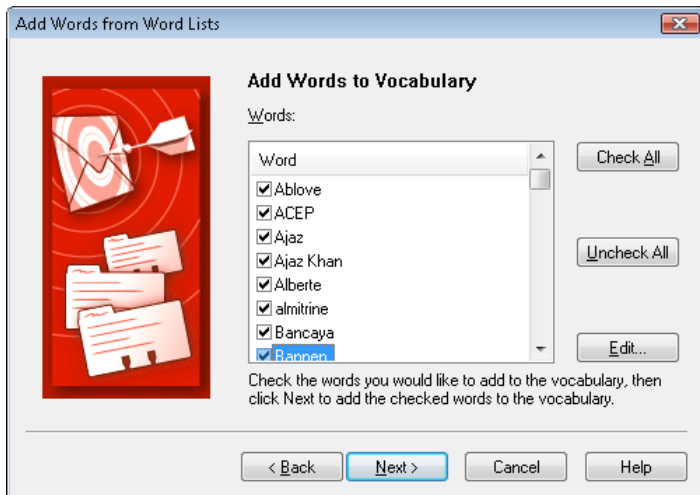 Add Words from Word Lists
Add Words to Vocabulary
Words:
Word
Ablove
ACEP
Ajaz
Ajaz Khan
Alberte
almitrine
Bancaya
Bannen
Check All
Uncheck All
Edit...
Check the words you would like to add to the vocabulary, then
click Next to add the checked words to the vocabulary.
< Back Next > Cancel Help